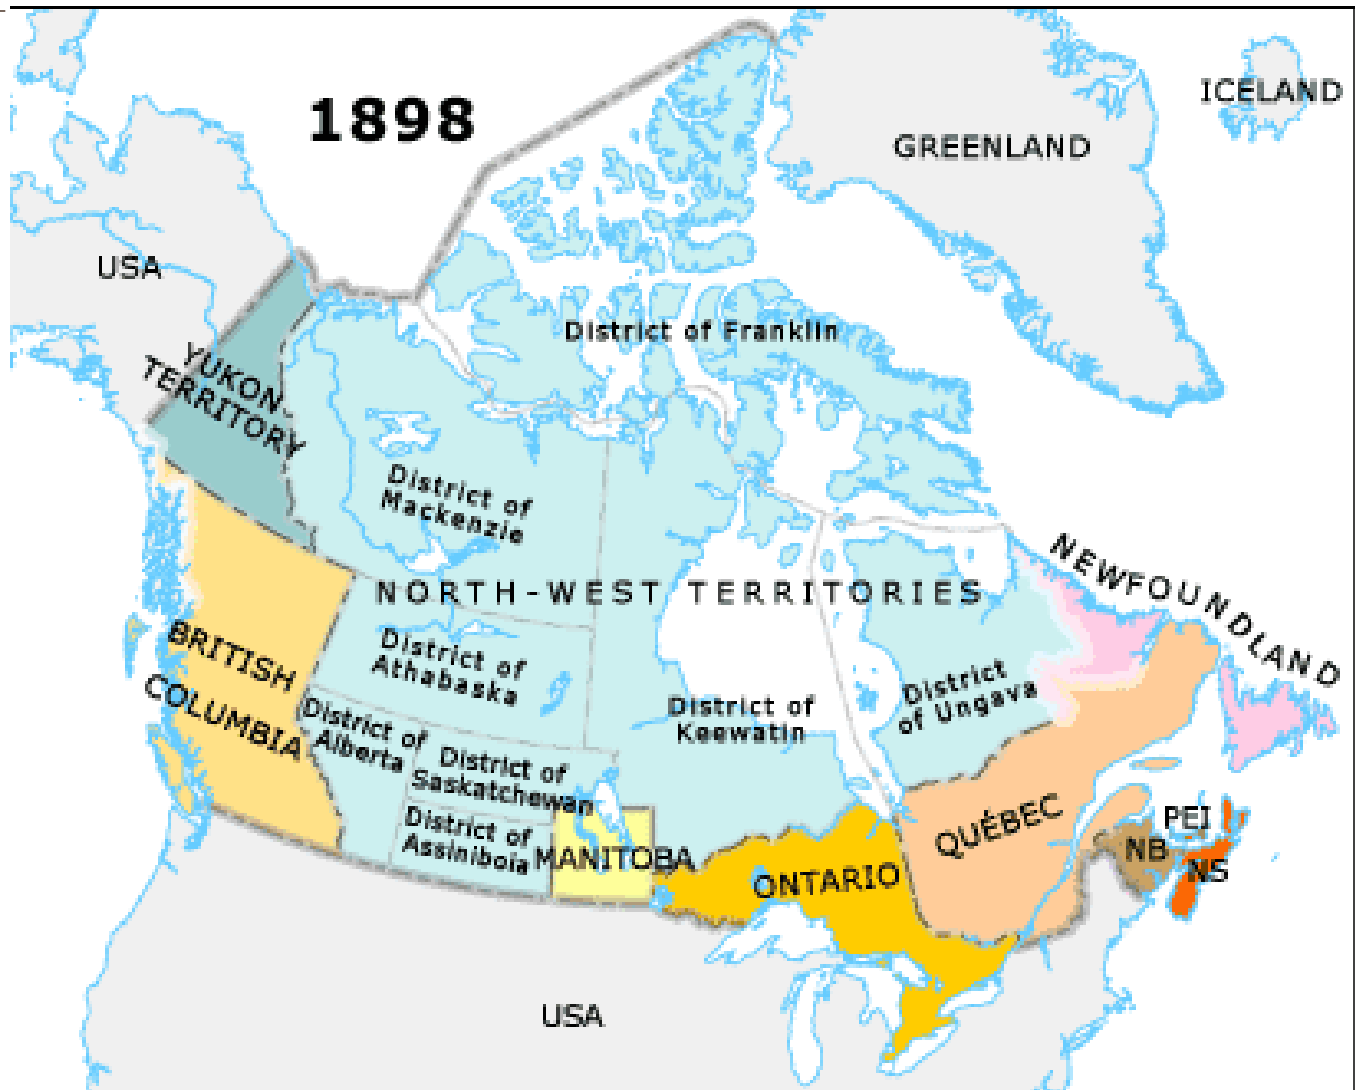 1898
ICELAND
GREENLAND
USA
District of Franklin
YUKON-
TERRITORY
District of
Mackenzie
NEWFOUNDLAND
NORTH-WEST TERRITORIES
BRITISH
COLUMBIA
District of
Athabaska
District
of Ungava
District of
Keewatin
District of
Alberta
District of
Saskatchewan
District of
Assiniboia
MANITOBA
ONTARIO
QUÉBEC
PEI
NB
NS
USA